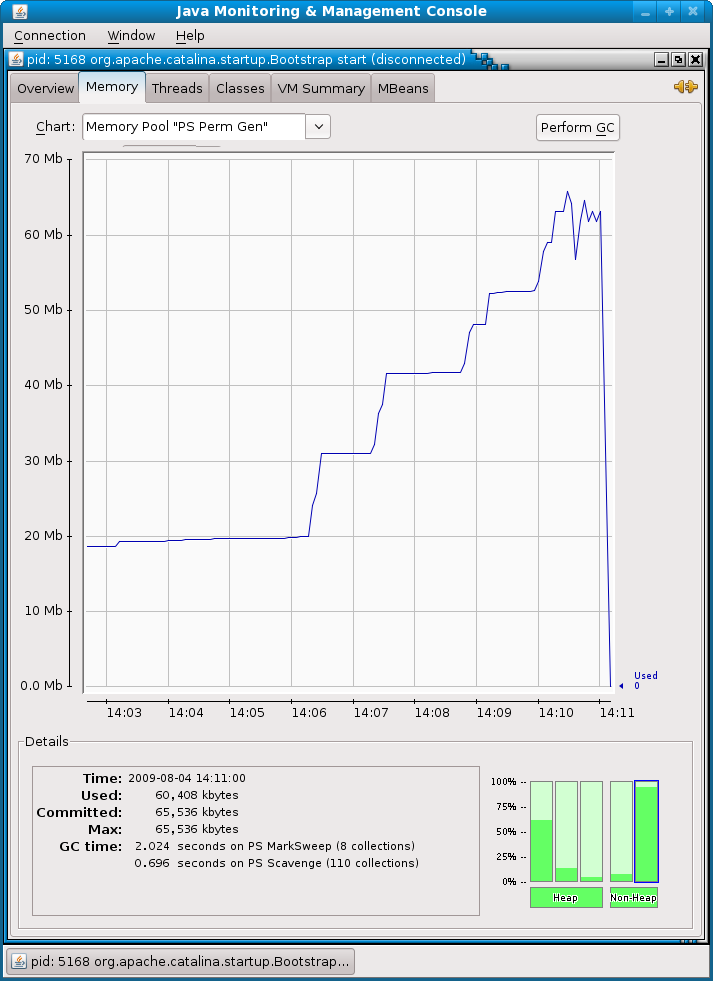 Java Monitoring & Management Console
Connection Window Help
pid: 5168 org.apache.catalina.startup.Bootstrap start (disconnected)
Overview Memory Threads Classes VM Summary MBeans
Chart: Memory Pool "PS Perm Gen" Perform GC
70 Mb
60 Mb
50 Mb
40 Mb
30 Mb
20 Mb
10 Mb
0.0 Mb
Used
0
14:03 14:04 14:05 14:06 14:07 14:08 14:09 14:10 14:11
Details
Time: 2009-08-04 14:11:00
Used: 60,408 kbytes
Committed: 65,536 kbytes
Max: 65,536 kbytes
GC time: 2.024 seconds on PS MarkSweep (8 collections)
0.696 seconds on PS Scavenge (110 collections)
100% --
75% --
50% --
25% --
0% --
Heap Non-Heap
pid: 5168 org.apache.catalina.startup.Bootstrap...